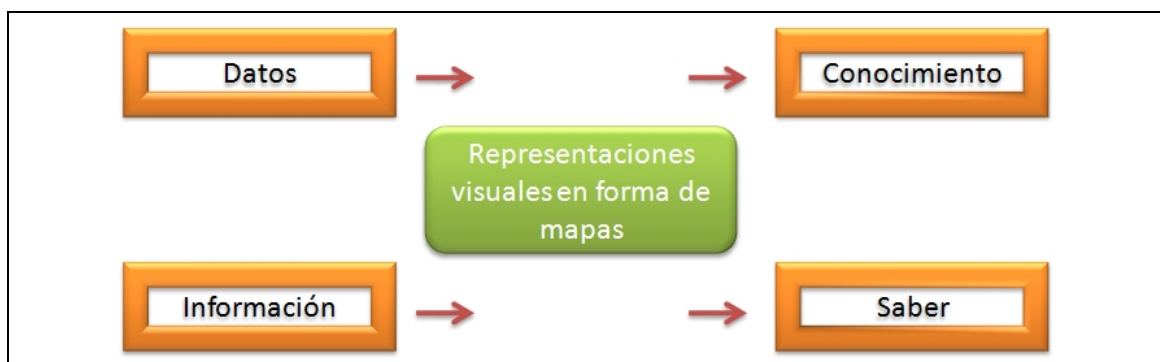 Datos
Conocimiento
Representaciones
visuales en forma de
mapas
Información
Saber